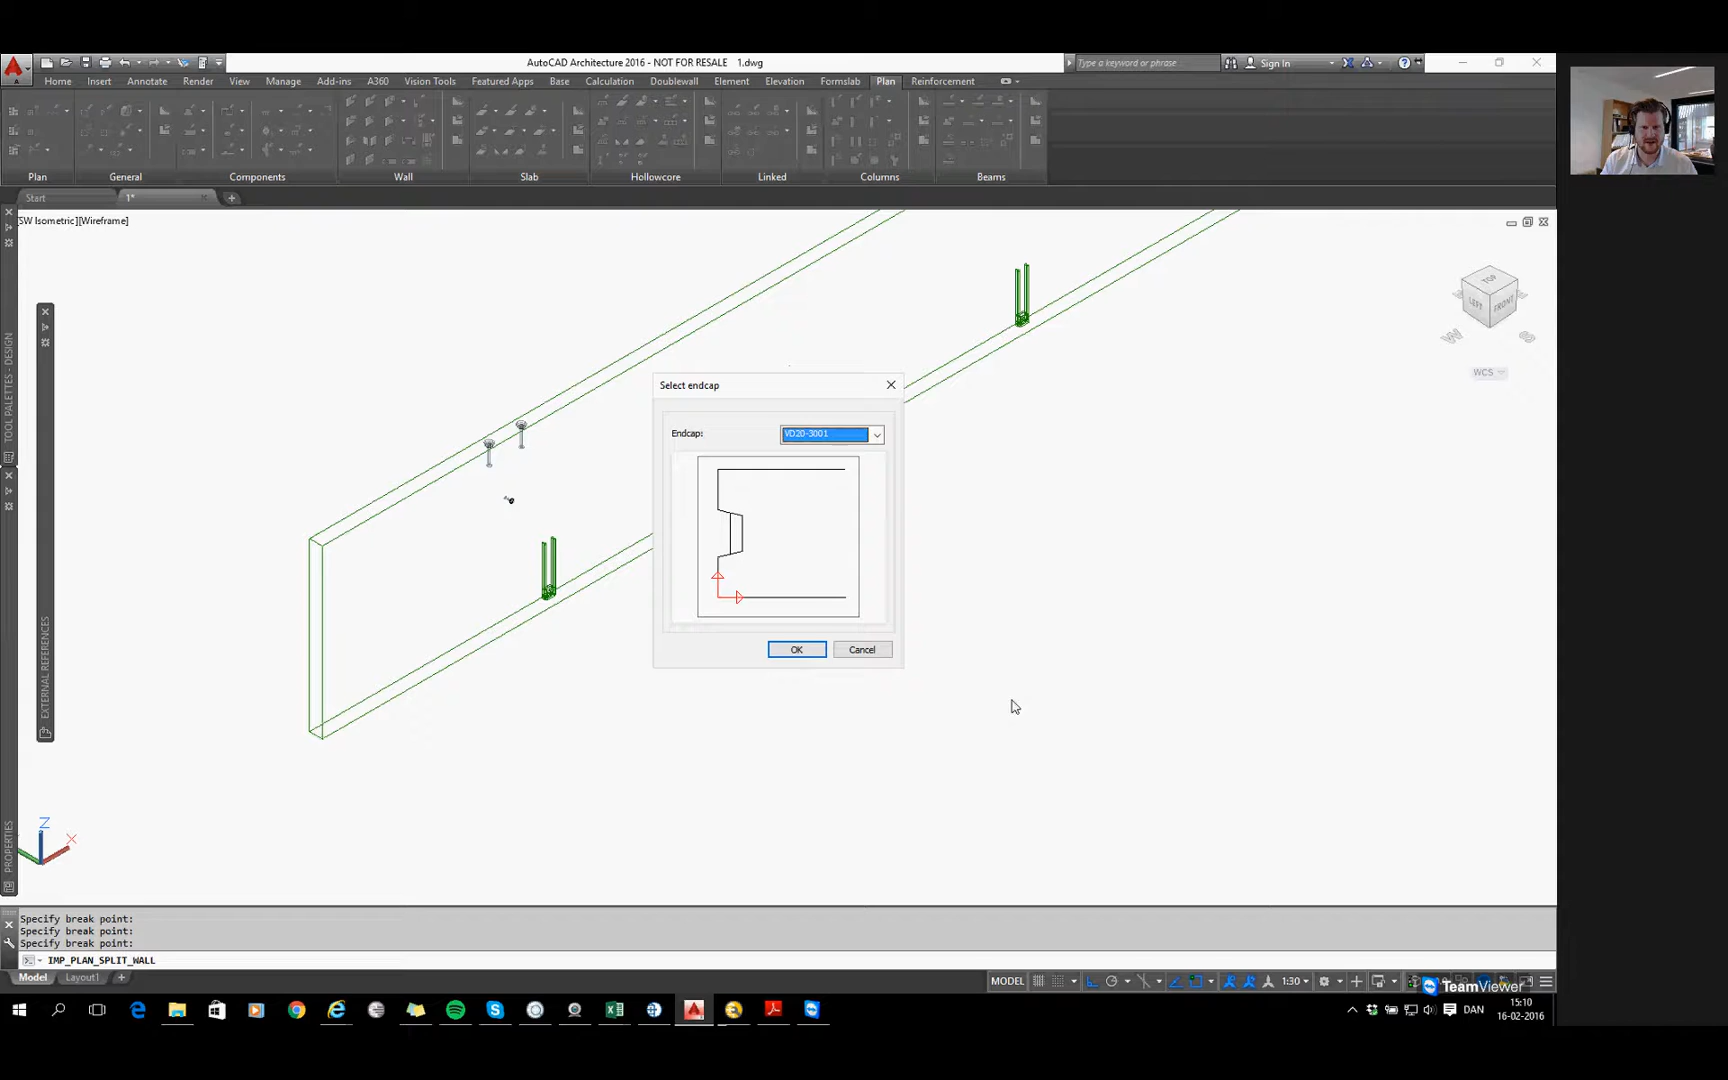 AutoCAD Architecture 2016 - NOT FOR RESALE 1.dwg
Type a keyword or phrase
Sign In
Home Insert Annotate Render View Manage Add-ins A360 Vision Tools Featured Apps Base Calculation Doublewall Element Elevation Formslab Plan Reinforcement
Plan General Components Wall Slab Hollowcore Linked Columns Beams
Start 1*
SW Isometric][Wireframe]
TOP
LEFT FRONT
W S
WCS
TOOL PALETTES - DESIGN
EXTERNAL REFERENCES
PROPERTIES
Select endcap
Endcap: VD20-3001
OK Cancel
Z
X
Specify break point:
Specify break point:
Specify break point:
IMP_PLAN_SPLIT_WALL
Model Layout1
MODEL 1:30
TeamViewer
DAN
15:10
16-02-2016